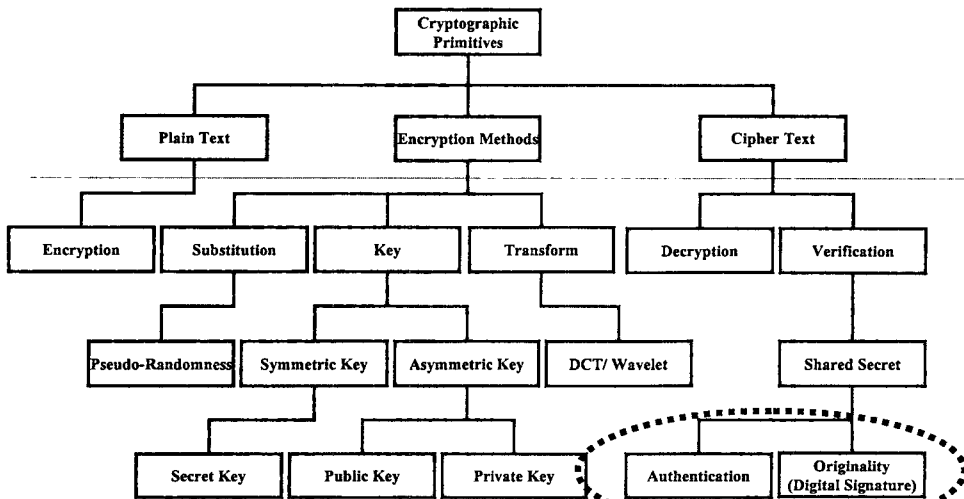 Cryptographic
Primitives
Plain Text
Encryption Methods
Cipher Text
Encryption
Substitution
Key
Transform
Decryption
Verification
Pseudo-Randomness
Symmetric Key
Asymmetric Key
DCT/ Wavelet
Shared Secret
Secret Key
Public Key
Private Key
Authentication
Originality
(Digital Signature)